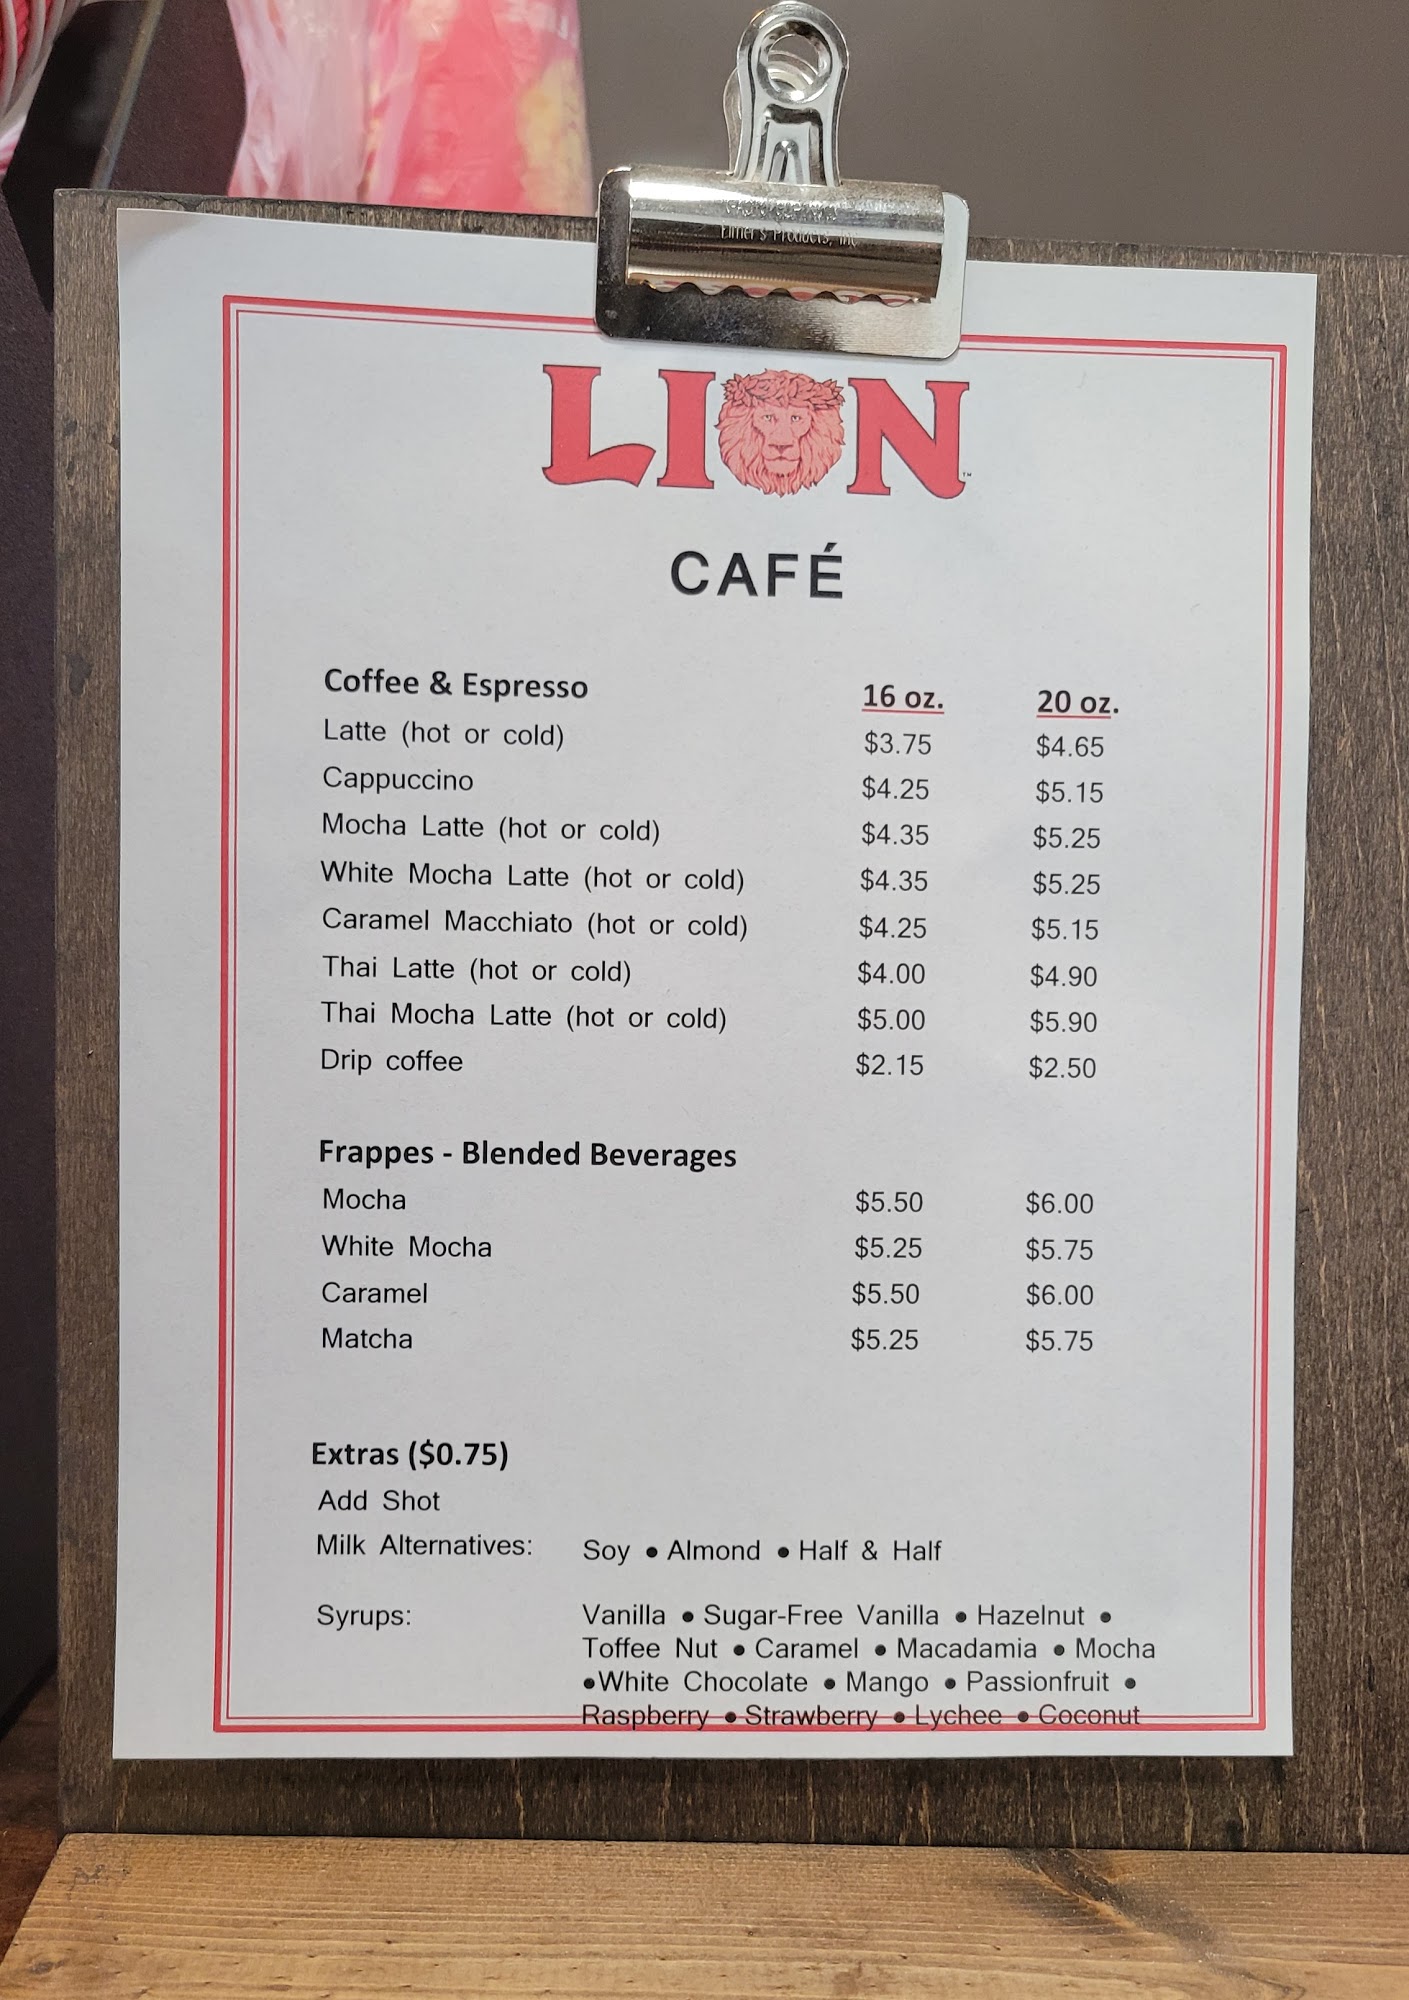 Elmer's Products, Inc
LION
™
CAFÉ
Coffee & Espresso 16 oz. 20 oz.
Latte (hot or cold) $3.75 $4.65
Cappuccino $4.25 $5.15
Mocha Latte (hot or cold) $4.35 $5.25
White Mocha Latte (hot or cold) $4.35 $5.25
Caramel Macchiato (hot or cold) $4.25 $5.15
Thai Latte (hot or cold) $4.00 $4.90
Thai Mocha Latte (hot or cold) $5.00 $5.90
Drip coffee $2.15 $2.50
Frappes - Blended Beverages
Mocha $5.50 $6.00
White Mocha $5.25 $5.75
Caramel $5.50 $6.00
Matcha $5.25 $5.75
Extras ($0.75)
Add Shot
Milk Alternatives: Soy ● Almond ● Half & Half
Syrups: Vanilla ● Sugar-Free Vanilla ● Hazelnut ●
Toffee Nut ● Caramel ● Macadamia ● Mocha
●White Chocolate ● Mango ● Passionfruit ●
Raspberry ● Strawberry ● Lychee ● Coconut